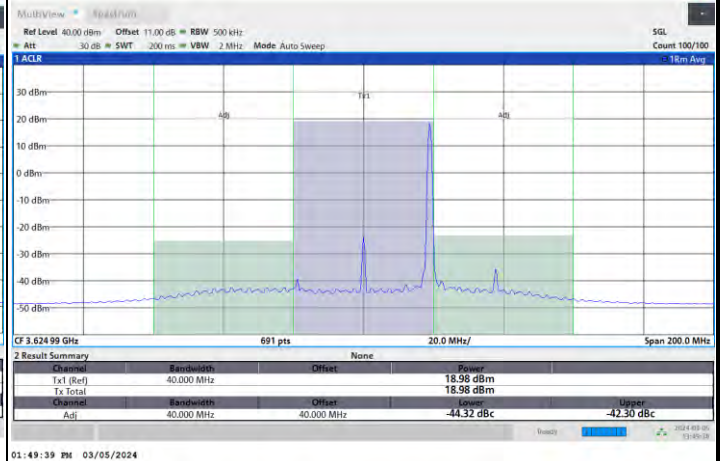 MultiView Spectrum
Ref Level 40.00 dBm Offset 11.00 dB RBW 500 kHz SGL
Att 30 dB SWT 200 ms VBW 2 MHz Mode Auto Sweep Count 100/100
1 ACLR 1Rm Avg
Tx1
Adj Adj
30 dBm
20 dBm
10 dBm
0 dBm
-10 dBm
-20 dBm
-30 dBm
-40 dBm
-50 dBm
CF 3.624 99 GHz 691 pts 20.0 MHz/ Span 200.0 MHz
2 Result Summary None
Channel Bandwidth Offset Power
Tx1 (Ref) 40.000 MHz 18.98 dBm
Tx Total 18.98 dBm
Channel Bandwidth Offset Lower Upper
Adj 40.000 MHz 40.000 MHz -44.32 dBc -42.30 dBc
Ready
01:49:39 PM 03/05/2024